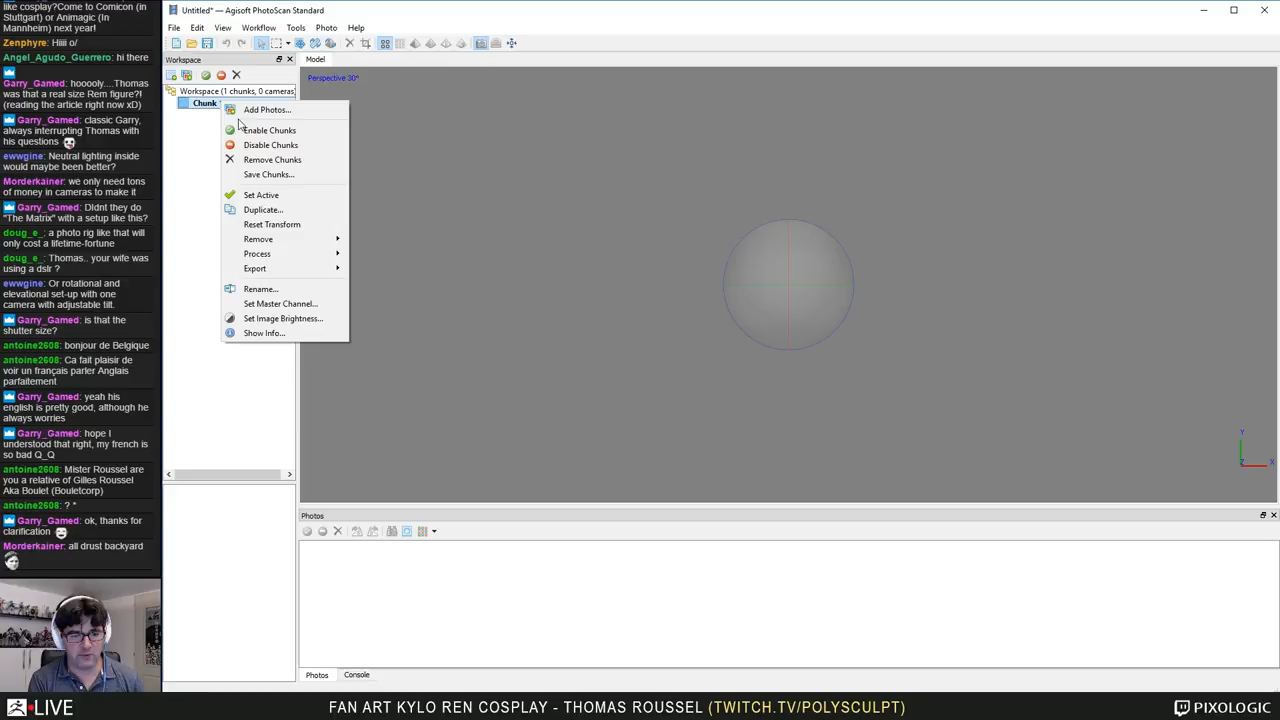 like cosplay?Come to Comicon (in
Stuttgart) or Animagic (In
Mannheim) next year!
Zenphyre: Hiiii o/
Angel_Agudo_Guerrero: hi there
Garry_Gamed: hooooly....Thomas
was that a real size Rem figure?!
(reading the article right now xD)
Garry_Gamed: classic Garry,
always interrupting Thomas with
his questions
ewwgine: Neutral lighting inside
would maybe been better?
Morderkainer: we only need tons
of money in cameras to make it
Garry_Gamed: DIdnt they do
"The Matrix" with a setup like this?
doug_e_: a photo rig like that will
only cost a lifetime-fortune
doug_e_: Thomas.. your wife was
using a dslr ?
ewwgine: Or rotational and
elevational set-up with one
camera with adjustable tilt.
Garry_Gamed: is that the
shutter size?
antoine2608: bonjour de Belgique
antoine2608: Ca fait plaisir de
voir un français parler Anglais
parfaitement
Garry_Gamed: yeah his
english is pretty good, although he
always worries
Garry_Gamed: hope I
understood that right, my french is
so bad Q_Q
antoine2608: Mister Roussel are
you a relative of Gilles Roussel
Aka Boulet (Bouletcorp)
antoine2608: ? *
Garry_Gamed: ok, thanks for
clarification
Morderkainer: all drust backyard
Untitled* — Agisoft PhotoScan Standard
File Edit View Workflow Tools Photo Help
Workspace
Workspace (1 chunks, 0 cameras)
Chunk
Add Photos...
Enable Chunks
Disable Chunks
Remove Chunks
Save Chunks...
Set Active
Duplicate...
Reset Transform
Remove
Process
Export
Rename...
Set Master Channel...
Set Image Brightness...
Show Info...
Model
Perspective 30°
Y
Z X
Photos
Photos Console
LIVE
FAN ART KYLO REN COSPLAY - THOMAS ROUSSEL (TWITCH.TV/POLYSCULPT)
PIXOLOGIC